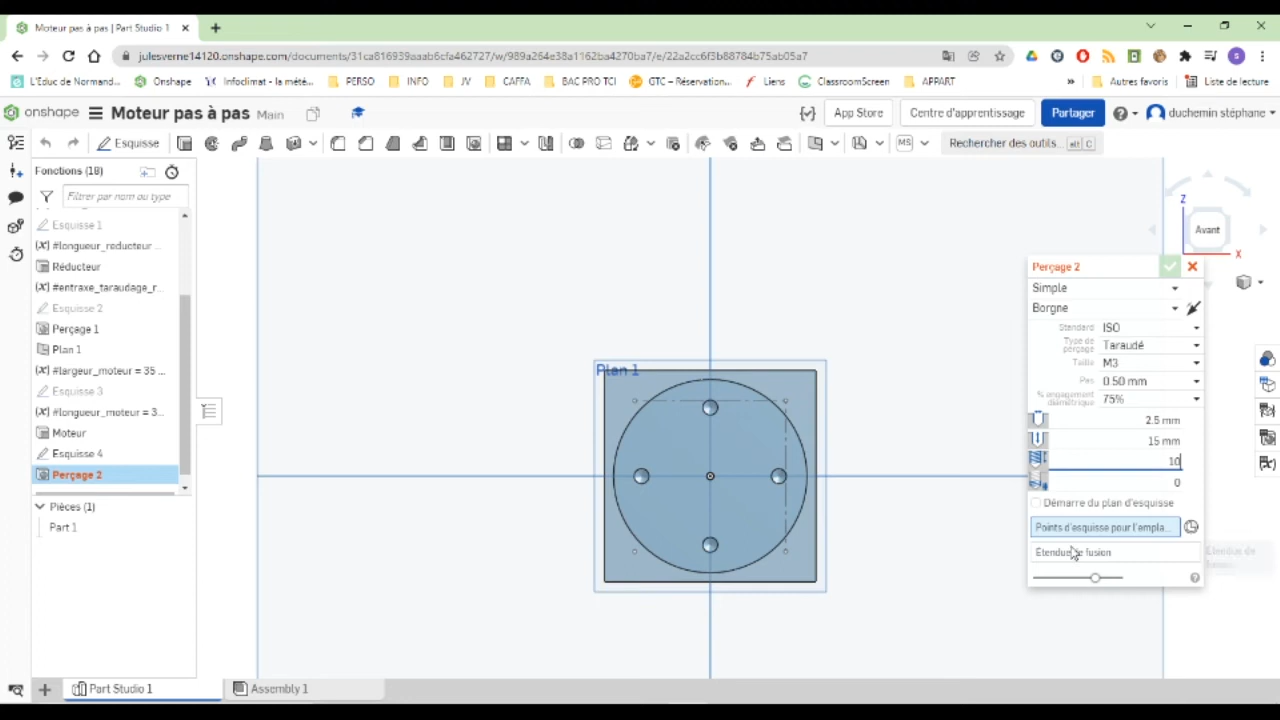 Moteur pas à pas | Part Studio 1
julesverne14120.onshape.com/documents/31ca816939aaab6cfa462727/w/989a264e38a1162ba4270ba7/e/22a2cc6f3b88784b75ab05a7
L'Educ de Normand... Onshape Infoclimat - la mété... PERSO INFO JV CAFFA BAC PRO TCI GTC – Réservation... Liens ClassroomScreen APPART » Autres favoris Liste de lecture
onshape Moteur pas à pas Main App Store Centre d'apprentissage Partager duchemin stéphane
Esquisse MS Rechercher des outils... alt C
Fonctions (18)
Filtrer par nom ou type
Esquisse 1
(x) #longueur_reducteur ...
Réducteur
(x) #entraxe_taraudage_r...
Esquisse 2
Perçage 1
Plan 1
(x) #largeur_moteur = 35 ...
Esquisse 3
(x) #longueur_moteur = 3...
Moteur
Esquisse 4
Perçage 2
Pièces (1)
Part 1
Plan 1
Z
Avant
X
Perçage 2
Simple
Borgne
Standard ISO
Type de perçage Taraudé
Taille M3
Pas 0.50 mm
% engagement diamétrique 75%
2.5 mm
15 mm
10
0
Démarre du plan d'esquisse
Points d'esquisse pour l'empla...
Étendue de fusion
Étendue de
Part Studio 1 Assembly 1